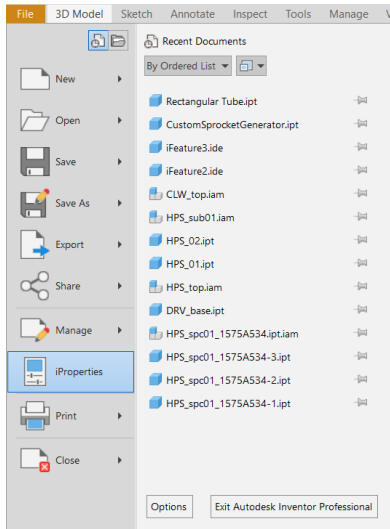 File 3D Model Sketch Annotate Inspect Tools Manage
Recent Documents
By Ordered List
New
Open
Save
Save As
Export
Share
Manage
iProperties
Print
Close
Rectangular Tube.ipt
CustomSprocketGenerator.ipt
iFeature3.ide
iFeature2.ide
CLW_top.iam
HPS_sub01.iam
HPS_02.ipt
HPS_01.ipt
HPS_top.iam
DRV_base.ipt
HPS_spc01_1575A534.ipt.iam
HPS_spc01_1575A534-3.ipt
HPS_spc01_1575A534-2.ipt
HPS_spc01_1575A534-1.ipt
Options Exit Autodesk Inventor Professional